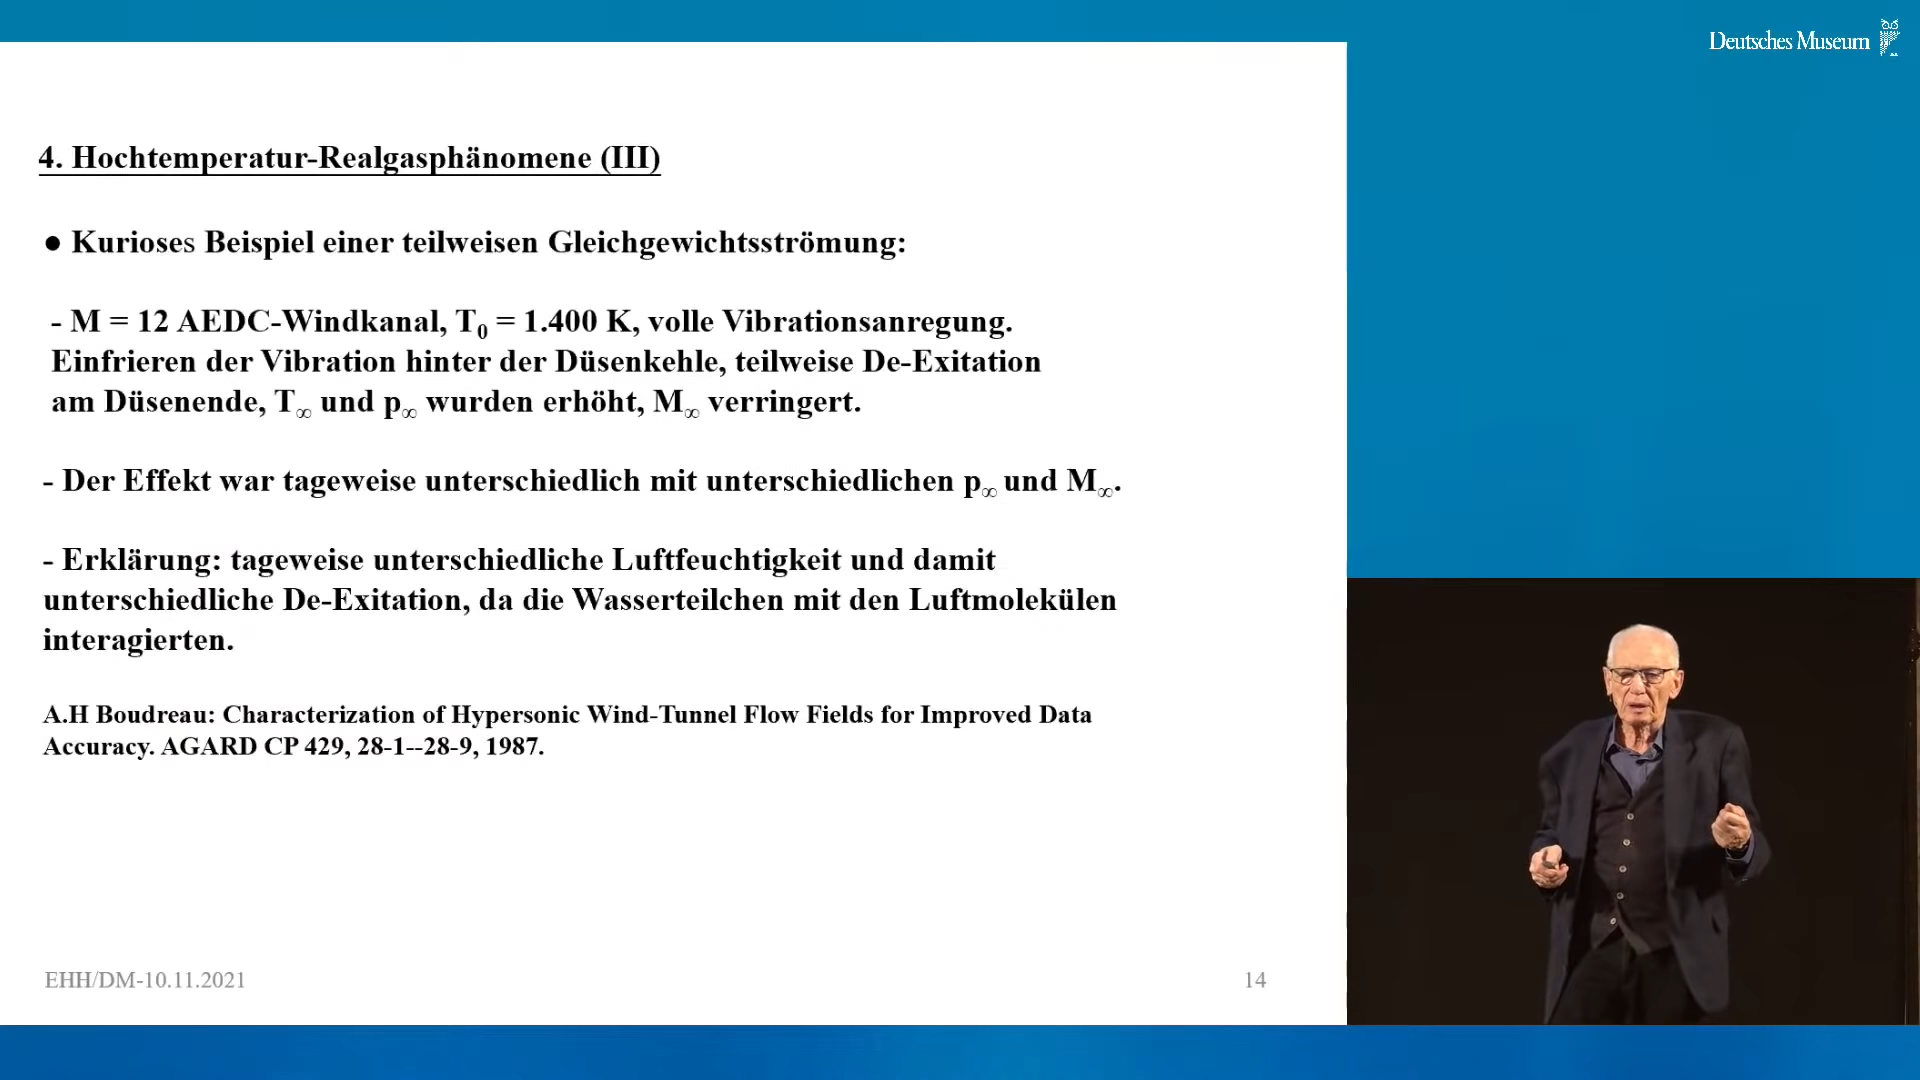 Deutsches Museum
4. Hochtemperatur-Realgasphänomene (III)
● Kurioses Beispiel einer teilweisen Gleichgewichtsströmung:
- M = 12 AEDC-Windkanal, T₀ = 1.400 K, volle Vibrationsanregung.
Einfrieren der Vibration hinter der Düsenkehle, teilweise De-Exitation
am Düsenende, T∞ und p∞ wurden erhöht, M∞ verringert.
- Der Effekt war tageweise unterschiedlich mit unterschiedlichen p∞ und M∞.
- Erklärung: tageweise unterschiedliche Luftfeuchtigkeit und damit
unterschiedliche De-Exitation, da die Wasserteilchen mit den Luftmolekülen
interagierten.
A.H Boudreau: Characterization of Hypersonic Wind-Tunnel Flow Fields for Improved Data
Accuracy. AGARD CP 429, 28-1--28-9, 1987.
EHH/DM-10.11.2021
14